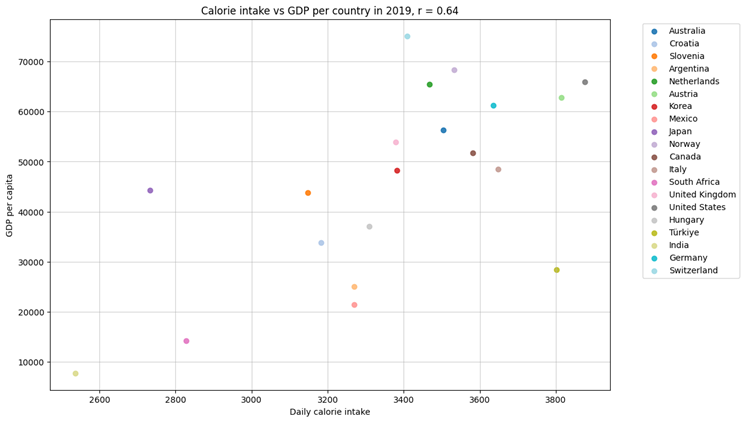 Calorie intake vs GDP per country in 2019, r = 0.64
GDP per capita
70000
60000
50000
40000
30000
20000
10000
2600
2800
3000
3200
3400
3600
3800
Daily calorie intake
Australia
Croatia
Slovenia
Argentina
Netherlands
Austria
Korea
Mexico
Japan
Norway
Canada
Italy
South Africa
United Kingdom
United States
Hungary
Türkiye
India
Germany
Switzerland